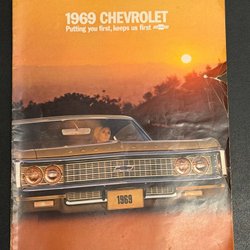 1969 CHEVROLET
Putting you first, keeps us first
1969